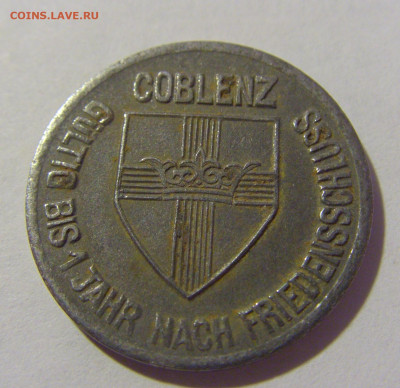 COINS.LAVE.RU
COBLENZ
GÜLTIG BIS 1 JAHR NACH FRIEDENSSCHLUSS